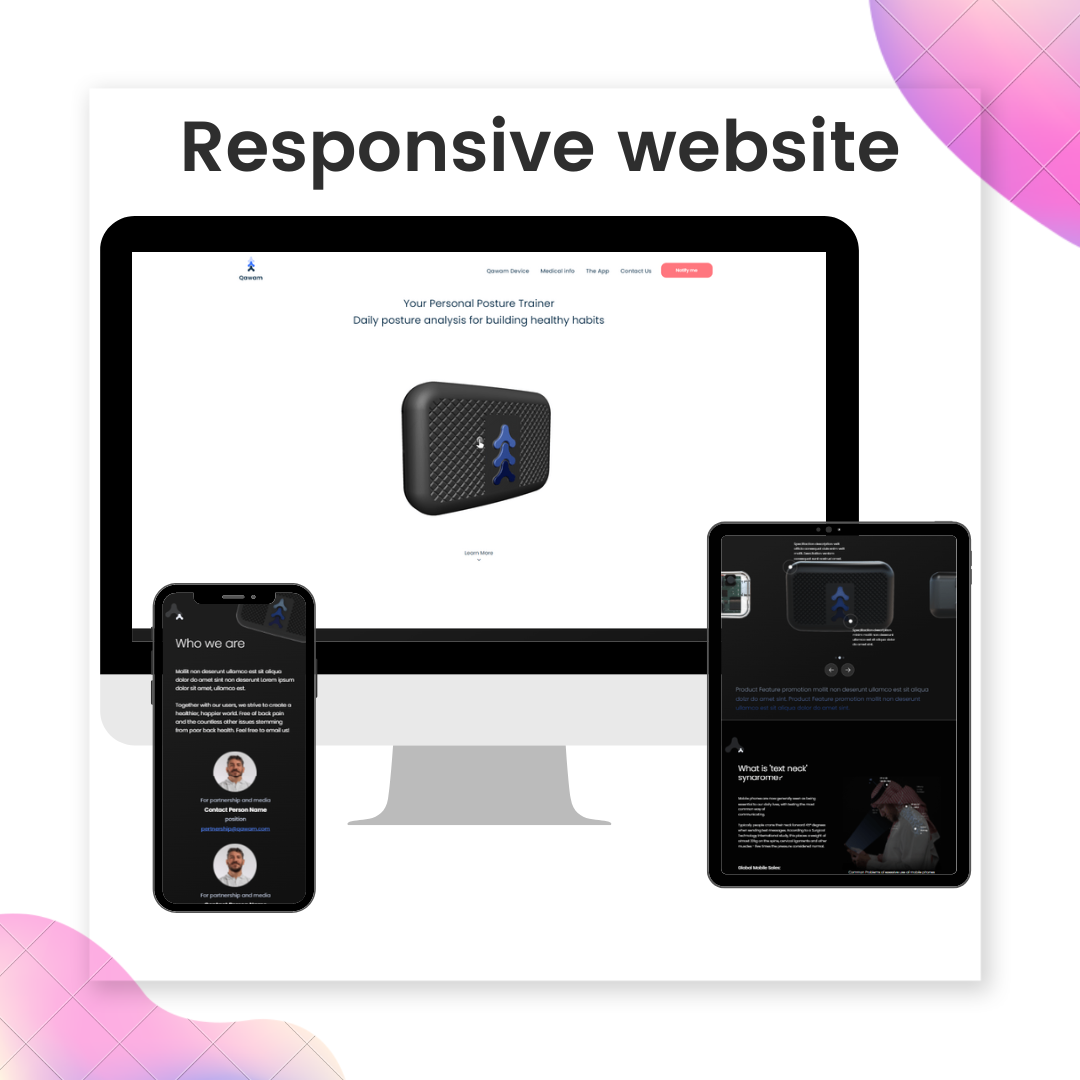 Responsive website
Qawam
Qawam Device
Medical info
The App
Contact Us
Notify me
Your Personal Posture Trainer
Daily posture analysis for building healthy habits
Learn More
Who we are
Mollit non deserunt ullamco est sit aliqua
dolor do amet sint non deserunt Lorem ipsum
dolor sit amet, ullamco est.
Together with our users, we strive to create a
healthier, happier world. Free of back pain
and the countless other issues stemming
from poor back health. Feel free to email us!
For partnership and media
Contact Person Name
position
partnership@qawam.com
For partnership and media
Product Feature promotion mollit non deserunt ullamco est sit aliqua
dolor do amet sint. Product Feature promotion mollit non deserunt
ullamco est sit aliqua dolor do amet sint.
What is 'text neck'
syndrome?
Global Mobile Sales: